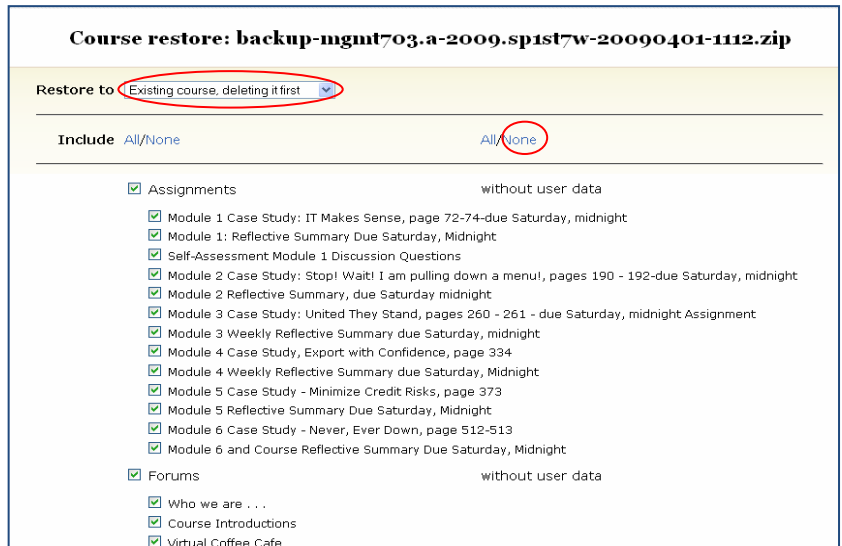 Course restore: backup-mgmt703.a-2009.sp1st7w-20090401-1112.zip
Restore to Existing course, deleting it first
Include All/None All/None
Assignments without user data
Module 1 Case Study: IT Makes Sense, page 72-74-due Saturday, midnight
Module 1: Reflective Summary Due Saturday, Midnight
Self-Assessment Module 1 Discussion Questions
Module 2 Case Study: Stop! Wait! I am pulling down a menu!, pages 190 - 192-due Saturday, midnight
Module 2 Reflective Summary, due Saturday midnight
Module 3 Case Study: United They Stand, pages 260 - 261 - due Saturday, midnight Assignment
Module 3 Weekly Reflective Summary due Saturday, midnight
Module 4 Case Study, Export with Confidence, page 334
Module 4 Weekly Reflective Summary due Saturday, Midnight
Module 5 Case Study - Minimize Credit Risks, page 373
Module 5 Reflective Summary Due Saturday, Midnight
Module 6 Case Study - Never, Ever Down, page 512-513
Module 6 and Course Reflective Summary Due Saturday, Midnight
Forums without user data
Who we are . . .
Course Introductions
Virtual Coffee Cafe